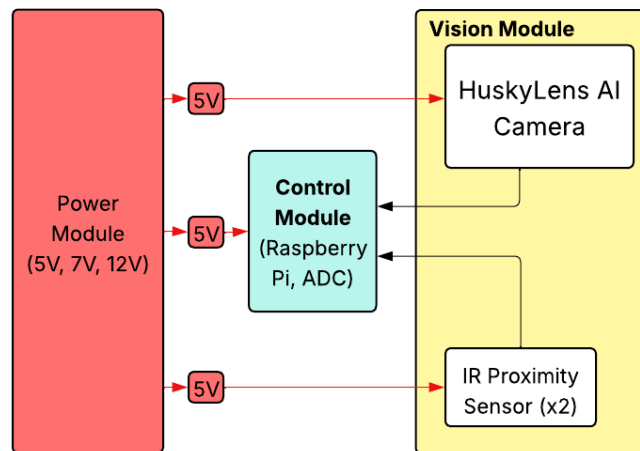 Power
Module
(5V, 7V, 12V)
5V
5V
5V
Control
Module
(Raspberry
Pi, ADC)
Vision Module
HuskyLens AI
Camera
IR Proximity
Sensor (x2)